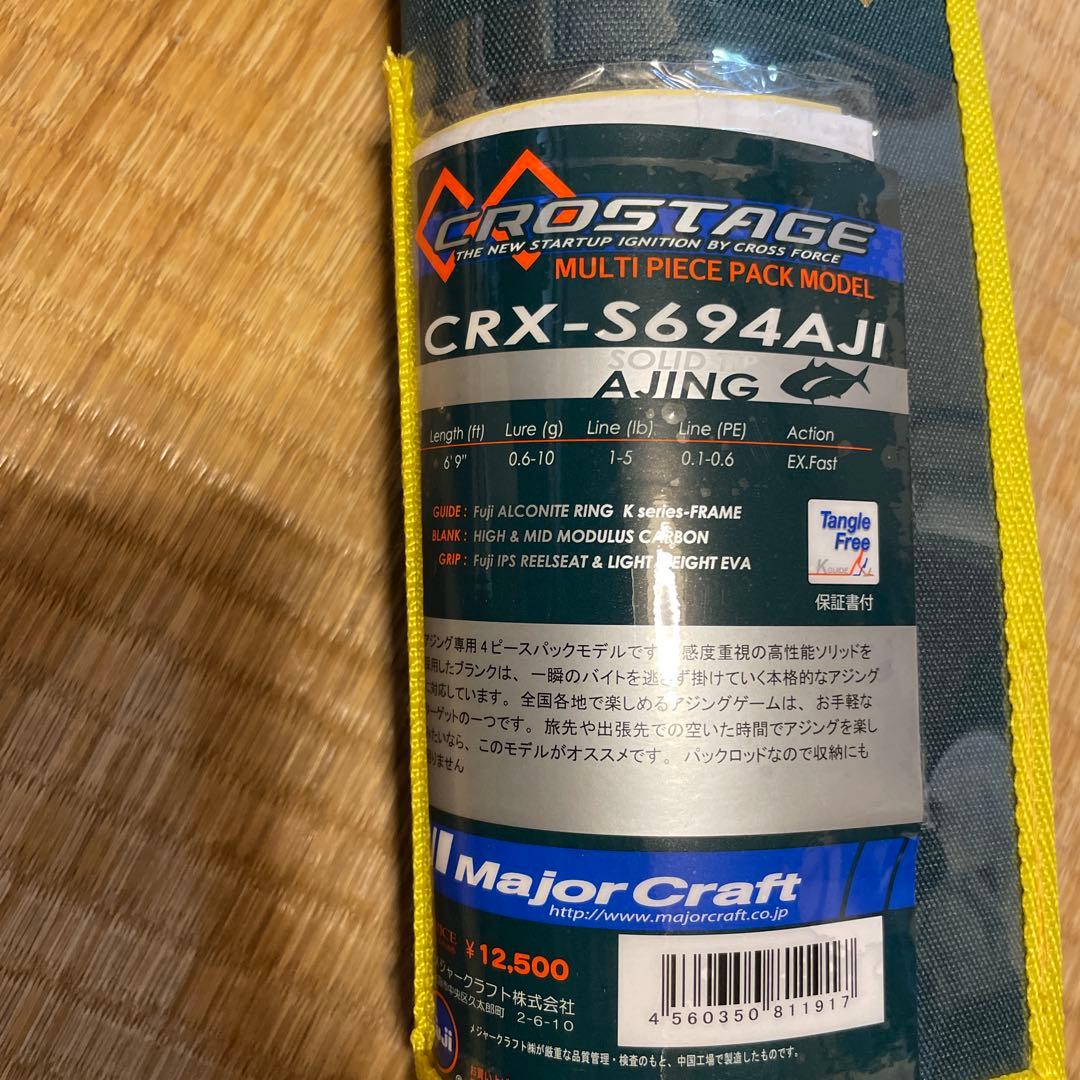 CROSTAGE
THE NEW STARTUP IGNITION BY CROSS FORCE
MULTI PIECE PACK MODEL
CRX-S694AJI
SOLID
AJING
Length (ft) Lure (g) Line (lb) Line (PE) Action
6'9" 0.6-10 1-5 0.1-0.6 EX.Fast
GUIDE : Fuji ALCONITE RING K series-FRAME
BLANK : HIGH & MID MODULUS CARBON
GRIP : Fuji IPS REELSEAT & LIGHT WEIGHT EVA
Tangle
Free
K GUIDE
保証書付
アジング専用4ピースパックモデルです 感度重視の高性能ソリッドを
採用したブランクは、一瞬のバイトを逃さず掛けていく本格的なアジング
に対応しています。全国各地で楽しめるアジングゲームは、お手軽な
ターゲットの一つです。旅先や出張先での空いた時間でアジングを楽し
みたいなら、このモデルがオススメです。パックロッドなので収納にも
りません
Major Craft
http://www.majorcraft.co.jp
¥12,500
メジャークラフト株式会社
市中央区久太郎町 2-6-10
4 560350 811917
メジャークラフト㈱が厳重な品質管理・検査のもと、中国工場で製造したものです。